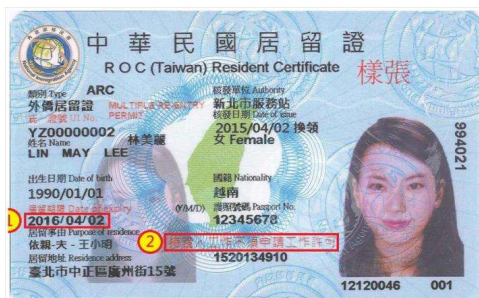 中華民國居留證
ROC (Taiwan) Resident Certificate
樣張
類別 Type ARC
外僑居留證
MULTIPLE RE-ENTRY PERMIT
核發單位 Authority
新北市服務站
統一證號 UI No.
YZ00000002
核發日期 Date of issue
2015/04/02 換領
姓名 Name
林美麗
女 Female
LIN MAY LEE
出生日期 Date of birth
1990/01/01
國籍 Nationality
越南
居留期限 Date of expiry
(Y/M/D)
護照號碼 Passport No.
1
2016/04/02
12345678
居留事由 Purpose of residence
2
依親-夫-王小明
1520134910
居留地址 Residence address
臺北市中正區廣州街15號
994021
12120046 001